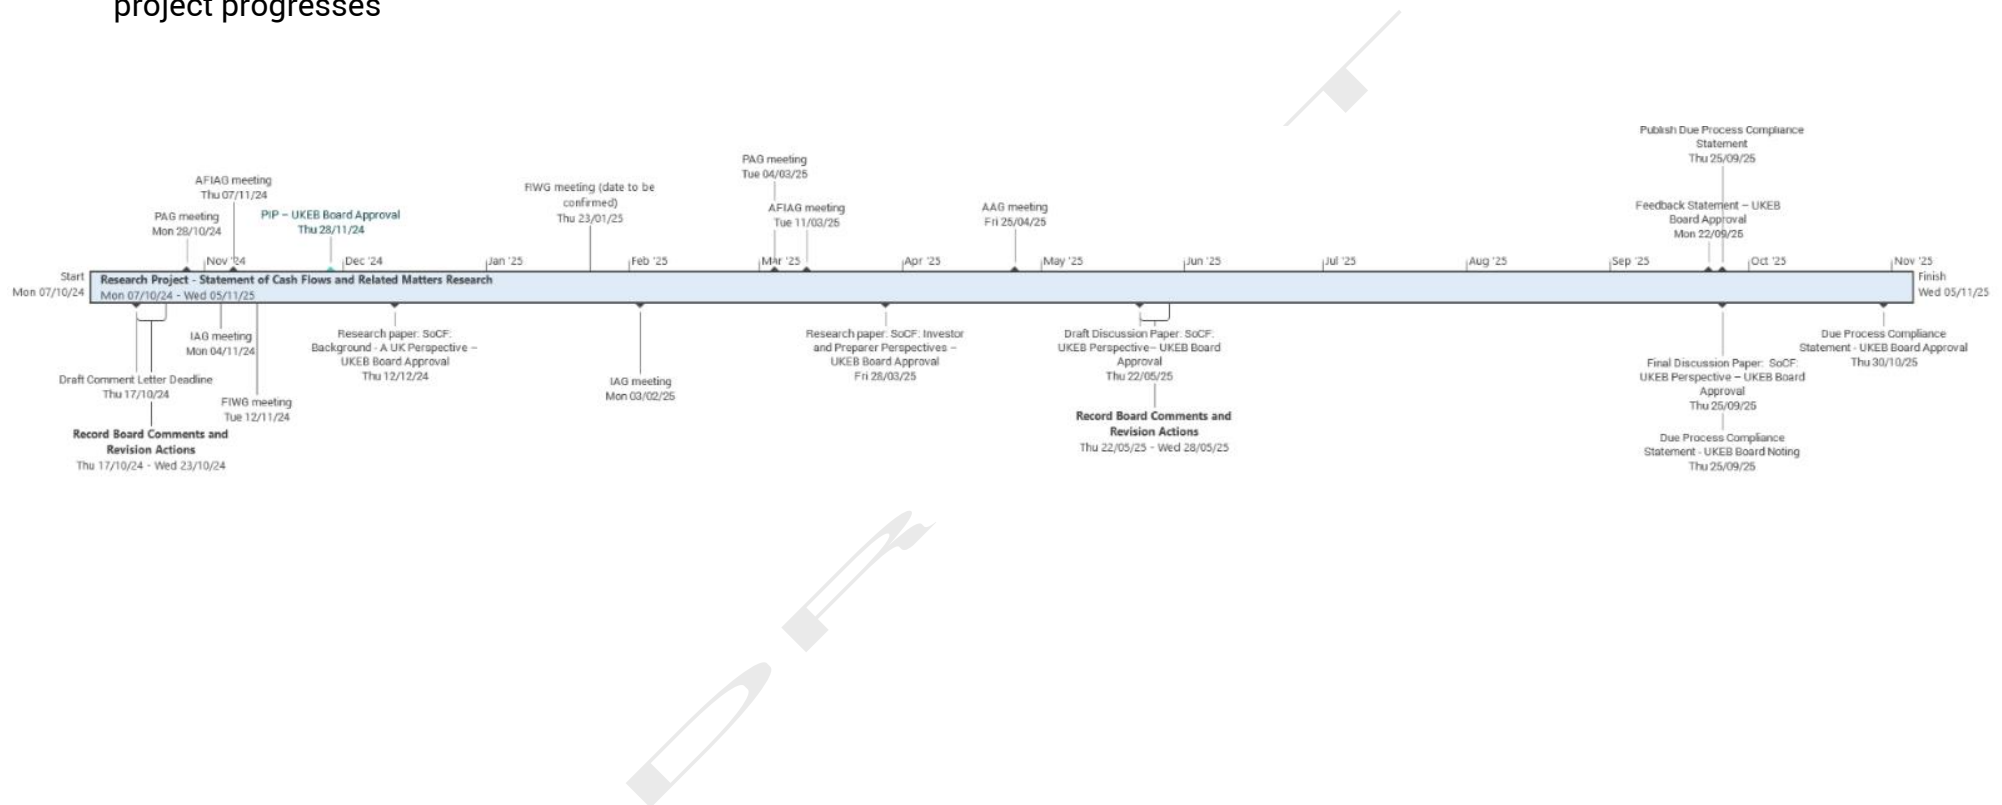 project progresses
Publish Due Process Compliance
Statement
Thu 25/09/25
PAG meeting
Tue 04/03/25
AFIAG meeting
Thu 07/11/24
FIWG meeting (date to be
confirmed)
Thu 23/01/25
PAG meeting
Mon 28/10/24
PIP – UKEB Board Approval
Thu 28/11/24
AFIAG meeting
Tue 11/03/25
AAG meeting
Fri 25/04/25
Feedback Statement – UKEB
Board Approval
Mon 22/09/25
Nov '24
Dec '24
Jan '25
Feb '25
Mar '25
Apr '25
May '25
Jun '25
Jul '25
Aug '25
Sep '25
Oct '25
Nov '25
Start
Mon 07/10/24
Research Project - Statement of Cash Flows and Related Matters Research
Mon 07/10/24 - Wed 05/11/25
Finish
Wed 05/11/25
IAG meeting
Mon 04/11/24
Research paper: SoCF:
Background - A UK Perspective –
UKEB Board Approval
Thu 12/12/24
Research paper: SoCF: Investor
and Preparer Perspectives –
UKEB Board Approval
Fri 28/03/25
Draft Discussion Paper: SoCF:
UKEB Perspective– UKEB Board
Approval
Thu 22/05/25
Due Process Compliance
Statement - UKEB Board Approval
Thu 30/10/25
Draft Comment Letter Deadline
Thu 17/10/24
FIWG meeting
Tue 12/11/24
IAG meeting
Mon 03/02/25
Final Discussion Paper: SoCF:
UKEB Perspective – UKEB Board
Approval
Thu 25/09/25
Record Board Comments and
Revision Actions
Thu 17/10/24 - Wed 23/10/24
Record Board Comments and
Revision Actions
Thu 22/05/25 - Wed 28/05/25
Due Process Compliance
Statement - UKEB Board Noting
Thu 25/09/25